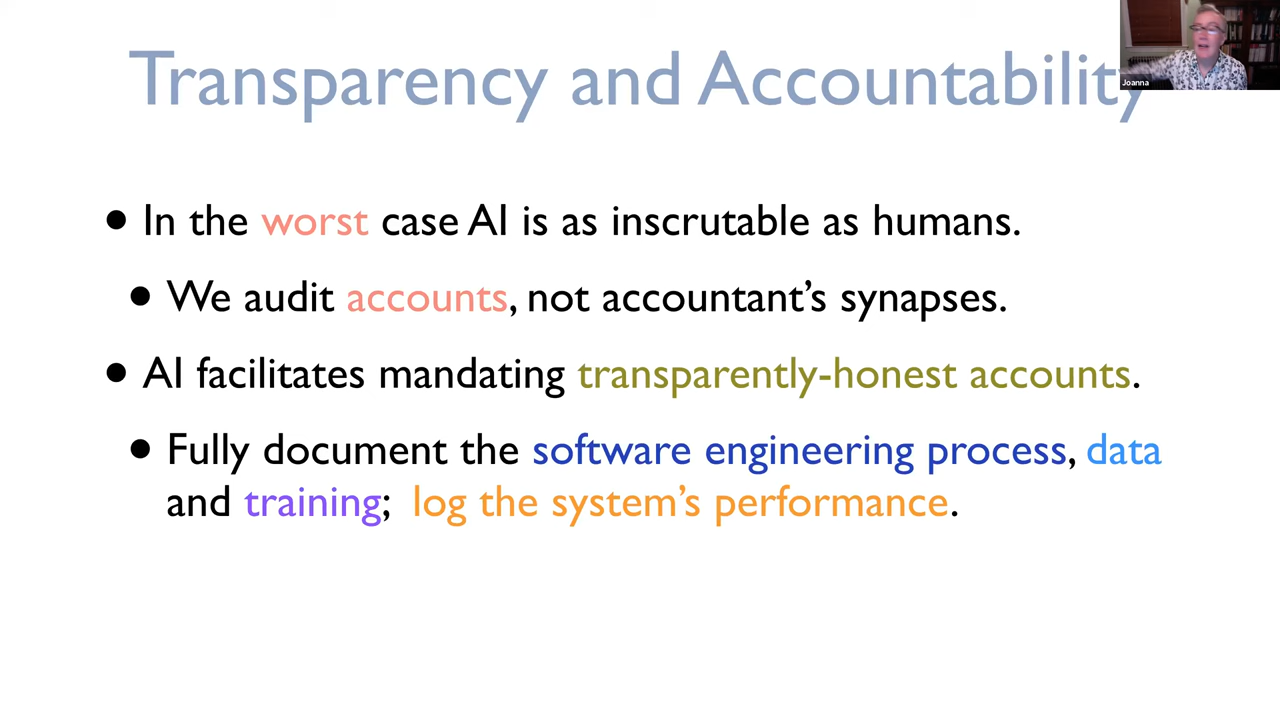 Transparency and Accountability
Joanna
• In the worst case AI is as inscrutable as humans.
• We audit accounts, not accountant’s synapses.
• AI facilitates mandating transparently-honest accounts.
• Fully document the software engineering process, data
and training; log the system’s performance.